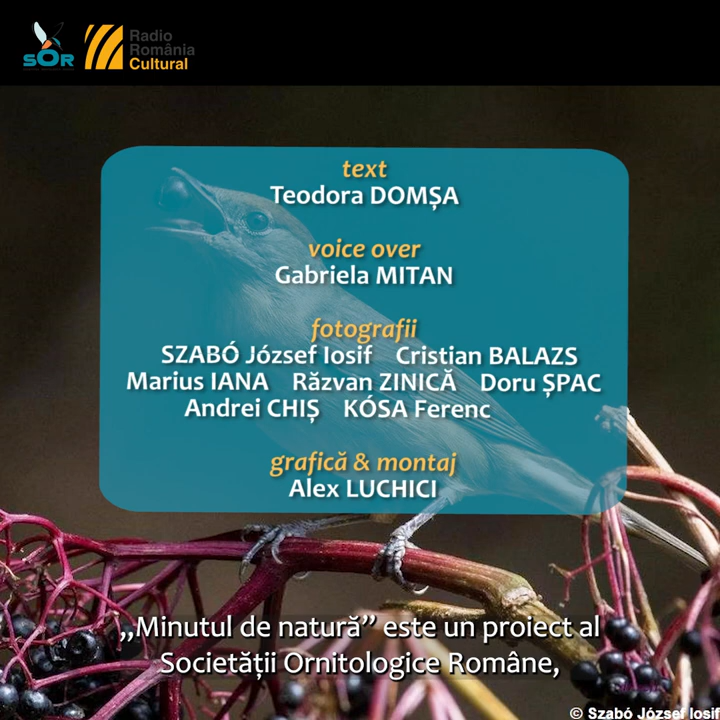 SOR
Radio
România
Cultural
text
Teodora DOMȘA
voice over
Gabriela MITAN
fotografii
SZABÓ József Iosif Cristian BALAZS
Marius IANA Răzvan ZINICĂ Doru ȘPAC
Andrei CHIȘ KÓSA Ferenc
grafică & montaj
Alex LUCHICI
„Minutul de natură” este un proiect al
Societății Ornitologice Române,
© Szabó József Iosif